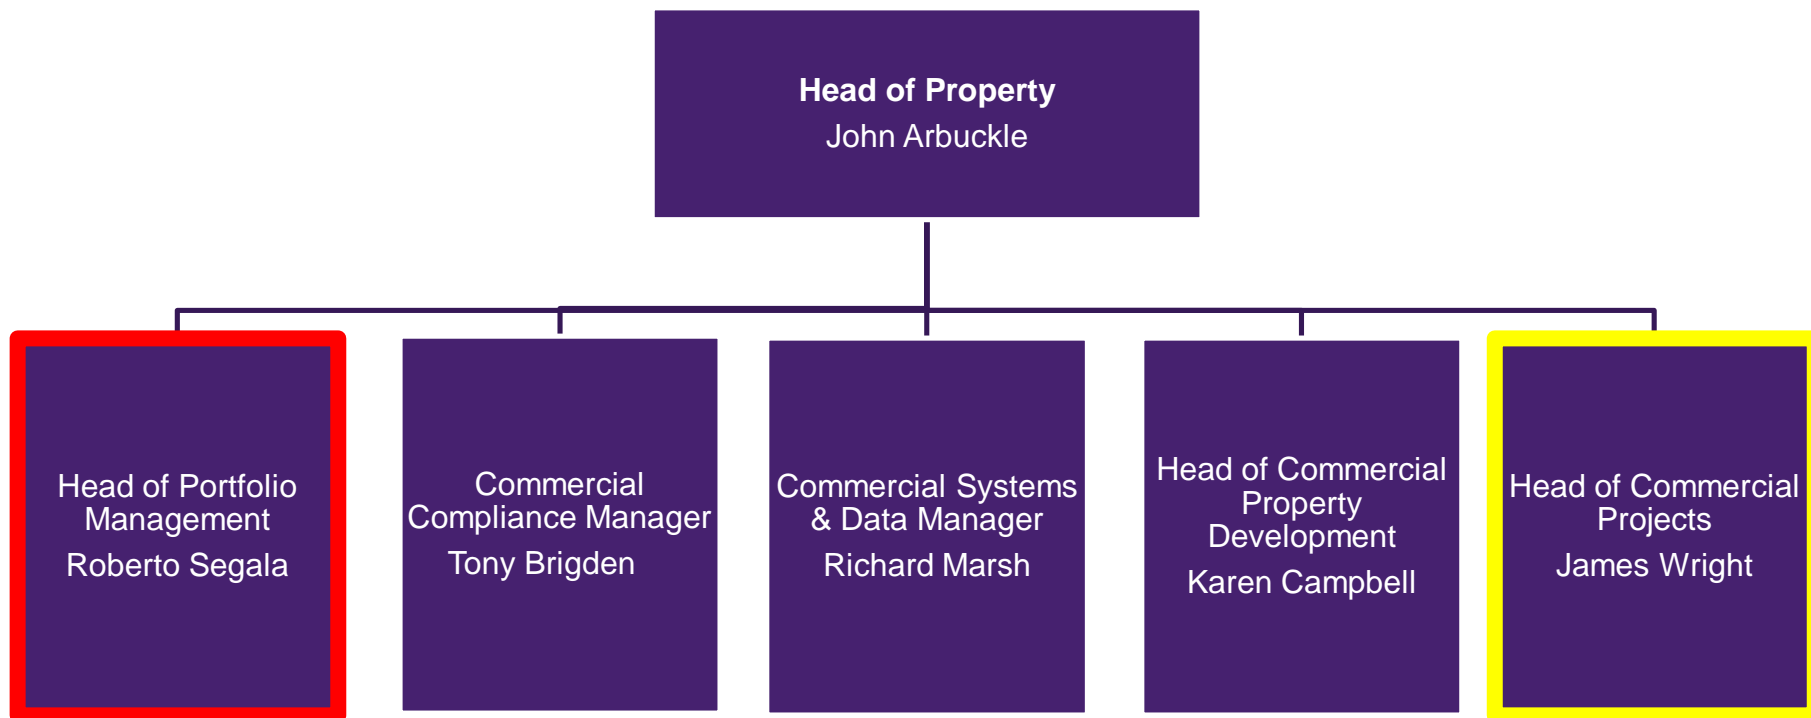 Head of Property
John Arbuckle
Head of Portfolio
Management
Roberto Segala
Commercial
Compliance Manager
Tony Brigden
Commercial Systems
& Data Manager
Richard Marsh
Head of Commercial
Property
Development
Karen Campbell
Head of Commercial
Projects
James Wright